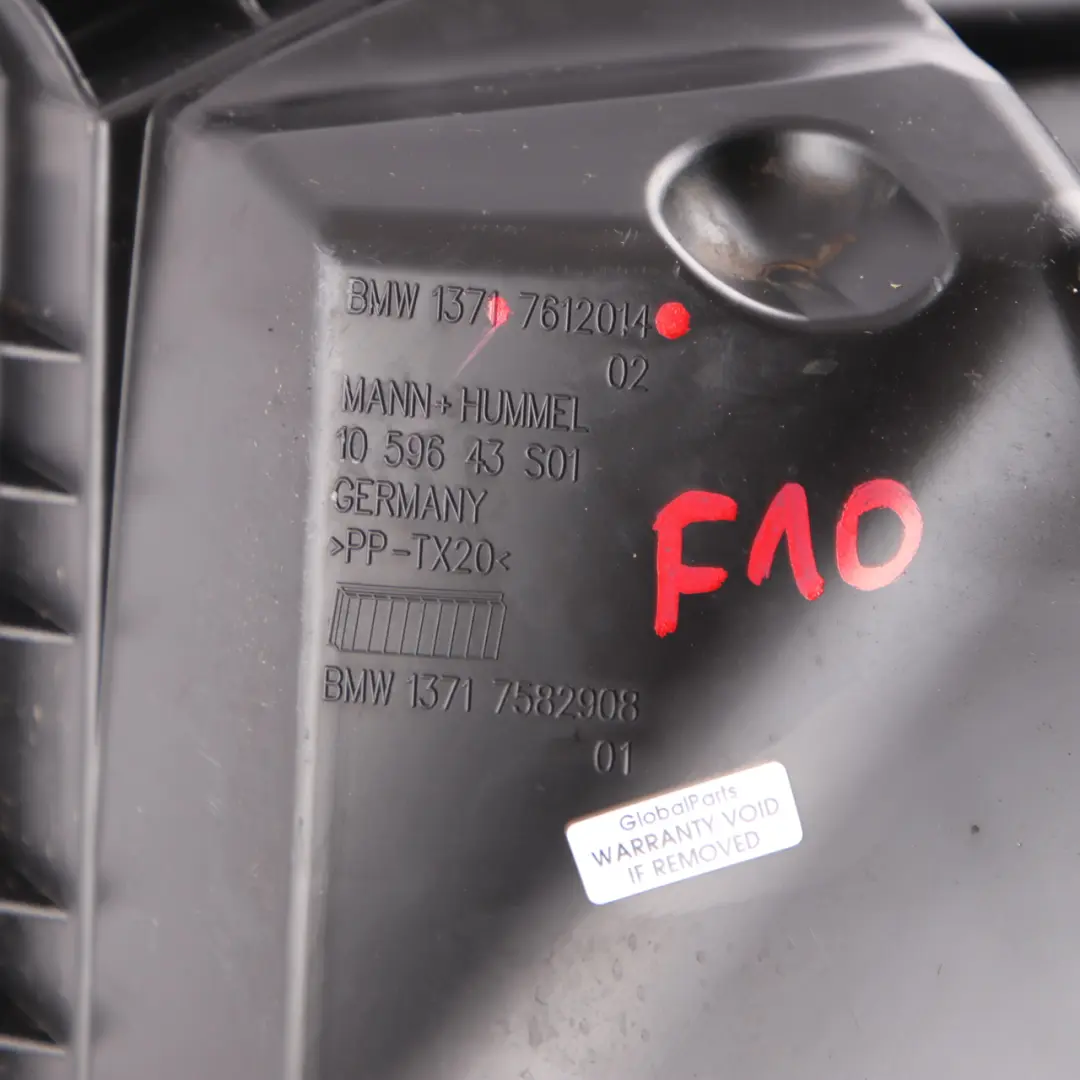 BMW 1371 7612014
02
MANN+HUMMEL
10 596 43 S01
GERMANY
>PP-TX20<
BMW 1371 7582908
01
F10
GlobalParts
WARRANTY VOID
IF REMOVED